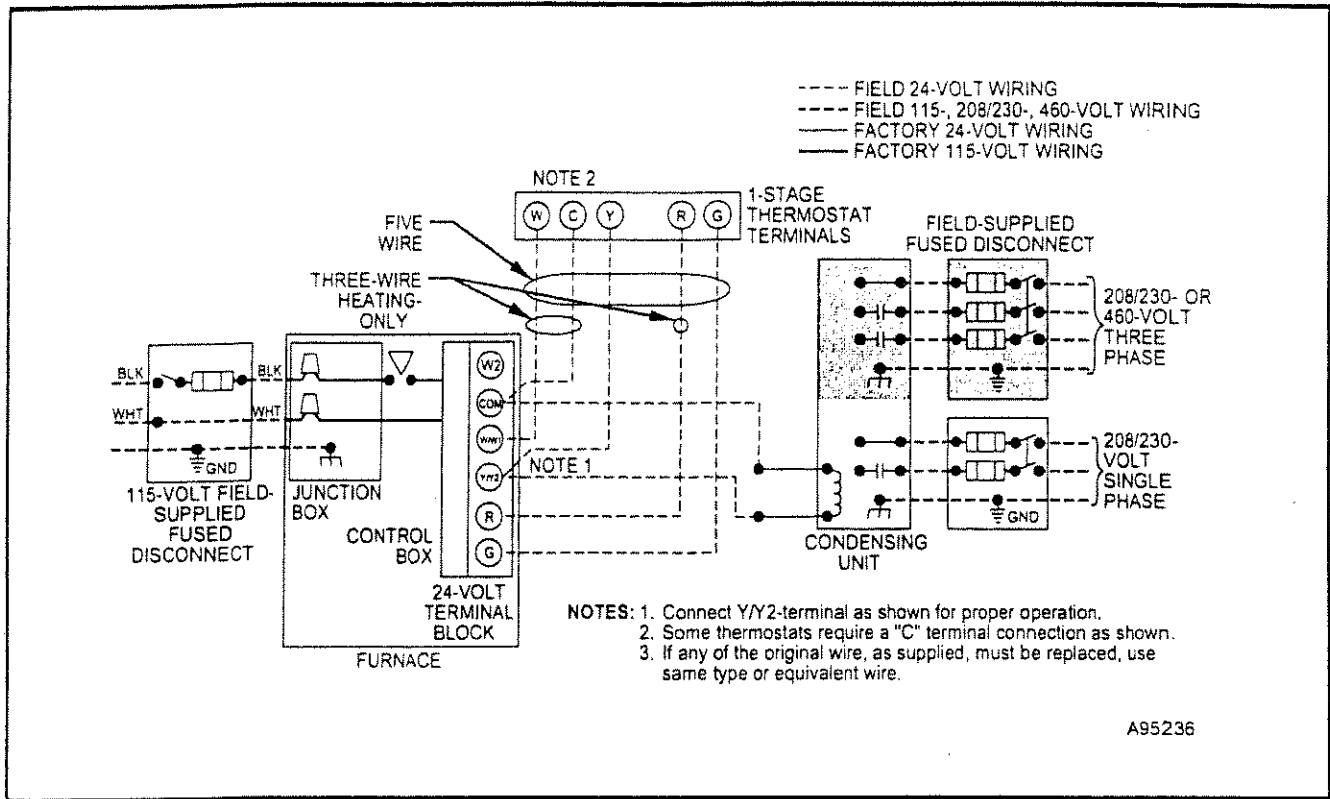 ---- FIELD 24-VOLT WIRING
---- FIELD 115-, 208/230-, 460-VOLT WIRING
FACTORY 24-VOLT WIRING
FACTORY 115-VOLT WIRING
NOTE 2
W C Y R G
1-STAGE
THERMOSTAT
TERMINALS
FIVE
WIRE
THREE-WIRE
HEATING-
ONLY
FIELD-SUPPLIED
FUSED DISCONNECT
208/230- OR
460-VOLT
THREE
PHASE
BLK
BLK
WHT
WHT
GND
115-VOLT FIELD-
SUPPLIED
FUSED
DISCONNECT
JUNCTION
BOX
CONTROL
BOX
W2
COM
W/W1
Y/Y2
R
G
NOTE 1
24-VOLT
TERMINAL
BLOCK
FURNACE
CONDENSING
UNIT
208/230-
VOLT
SINGLE
PHASE
GND
NOTES: 1. Connect Y/Y2-terminal as shown for proper operation.
2. Some thermostats require a "C" terminal connection as shown.
3. If any of the original wire, as supplied, must be replaced, use
same type or equivalent wire.
A95236